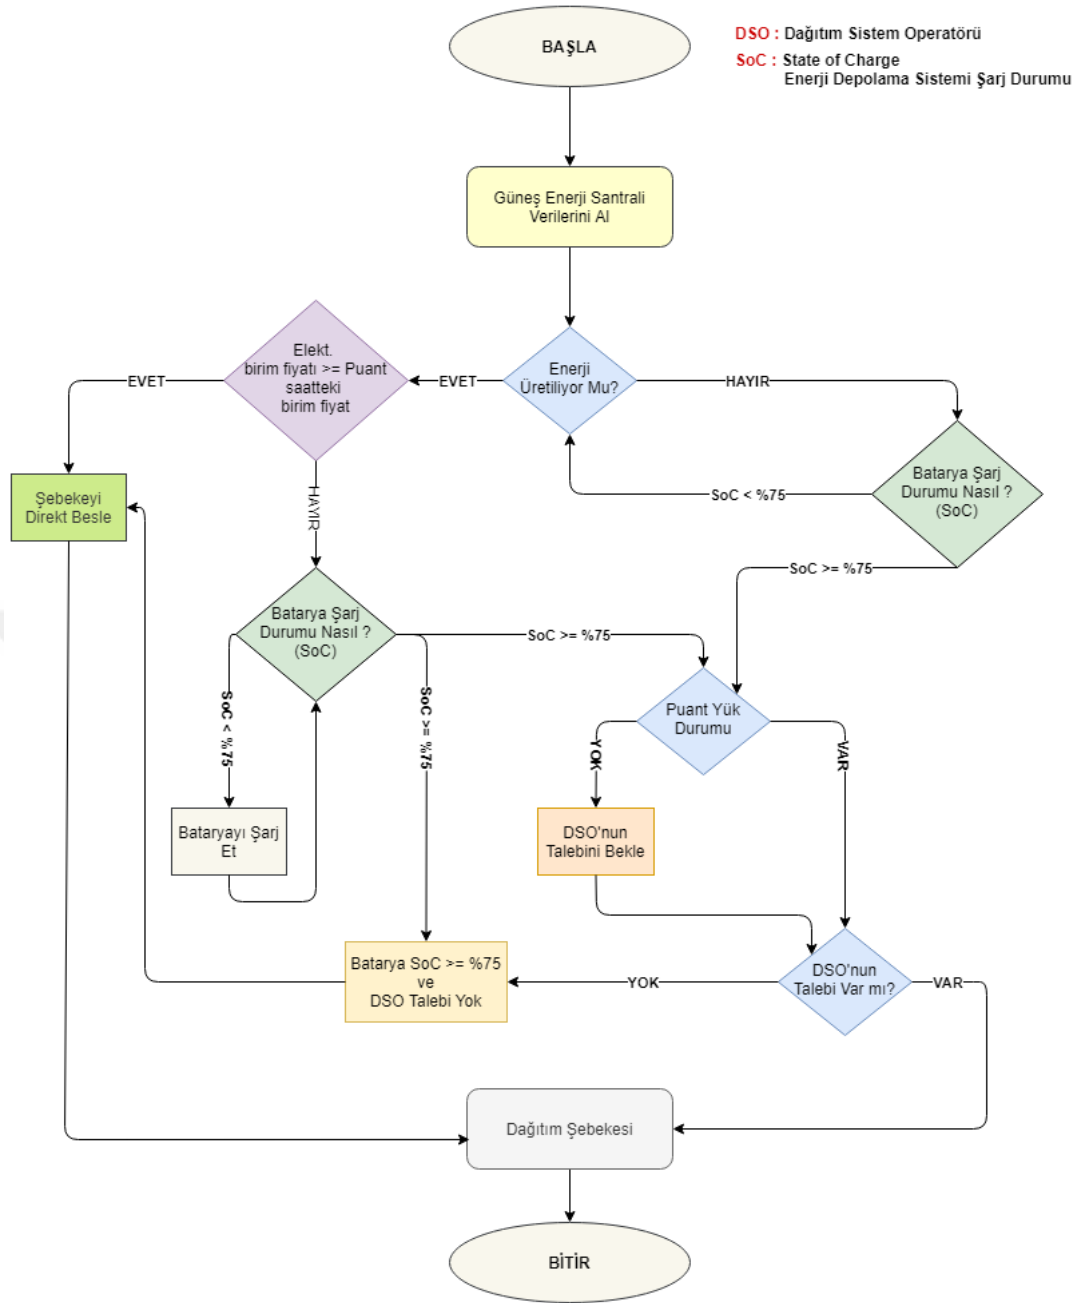 BAŞLA
DSO : Dağıtım Sistem Operatörü
SoC : State of Charge
Enerji Depolama Sistemi Şarj Durumu
Güneş Enerji Santrali
Verilerini Al
Elekt.
birim fiyatı >= Puant
saatteki
birim fiyat
Enerji
Üretiliyor Mu?
EVET
EVET
HAYIR
Batarya Şarj
Durumu Nasıl ?
(SoC)
SoC < %75
SoC >= %75
Şebekeyi
Direkt Besle
HAYIR
Batarya Şarj
Durumu Nasıl ?
(SoC)
SoC >= %75
SoC < %75
SoC >= %75
Puant Yük
Durumu
YOK
VAR
Bataryayı Şarj
Et
DSO'nun
Talebini Bekle
Batarya SoC >= %75
ve
DSO Talebi Yok
YOK
DSO'nun
Talebi Var mı?
VAR
Dağıtım Şebekesi
BİTİR